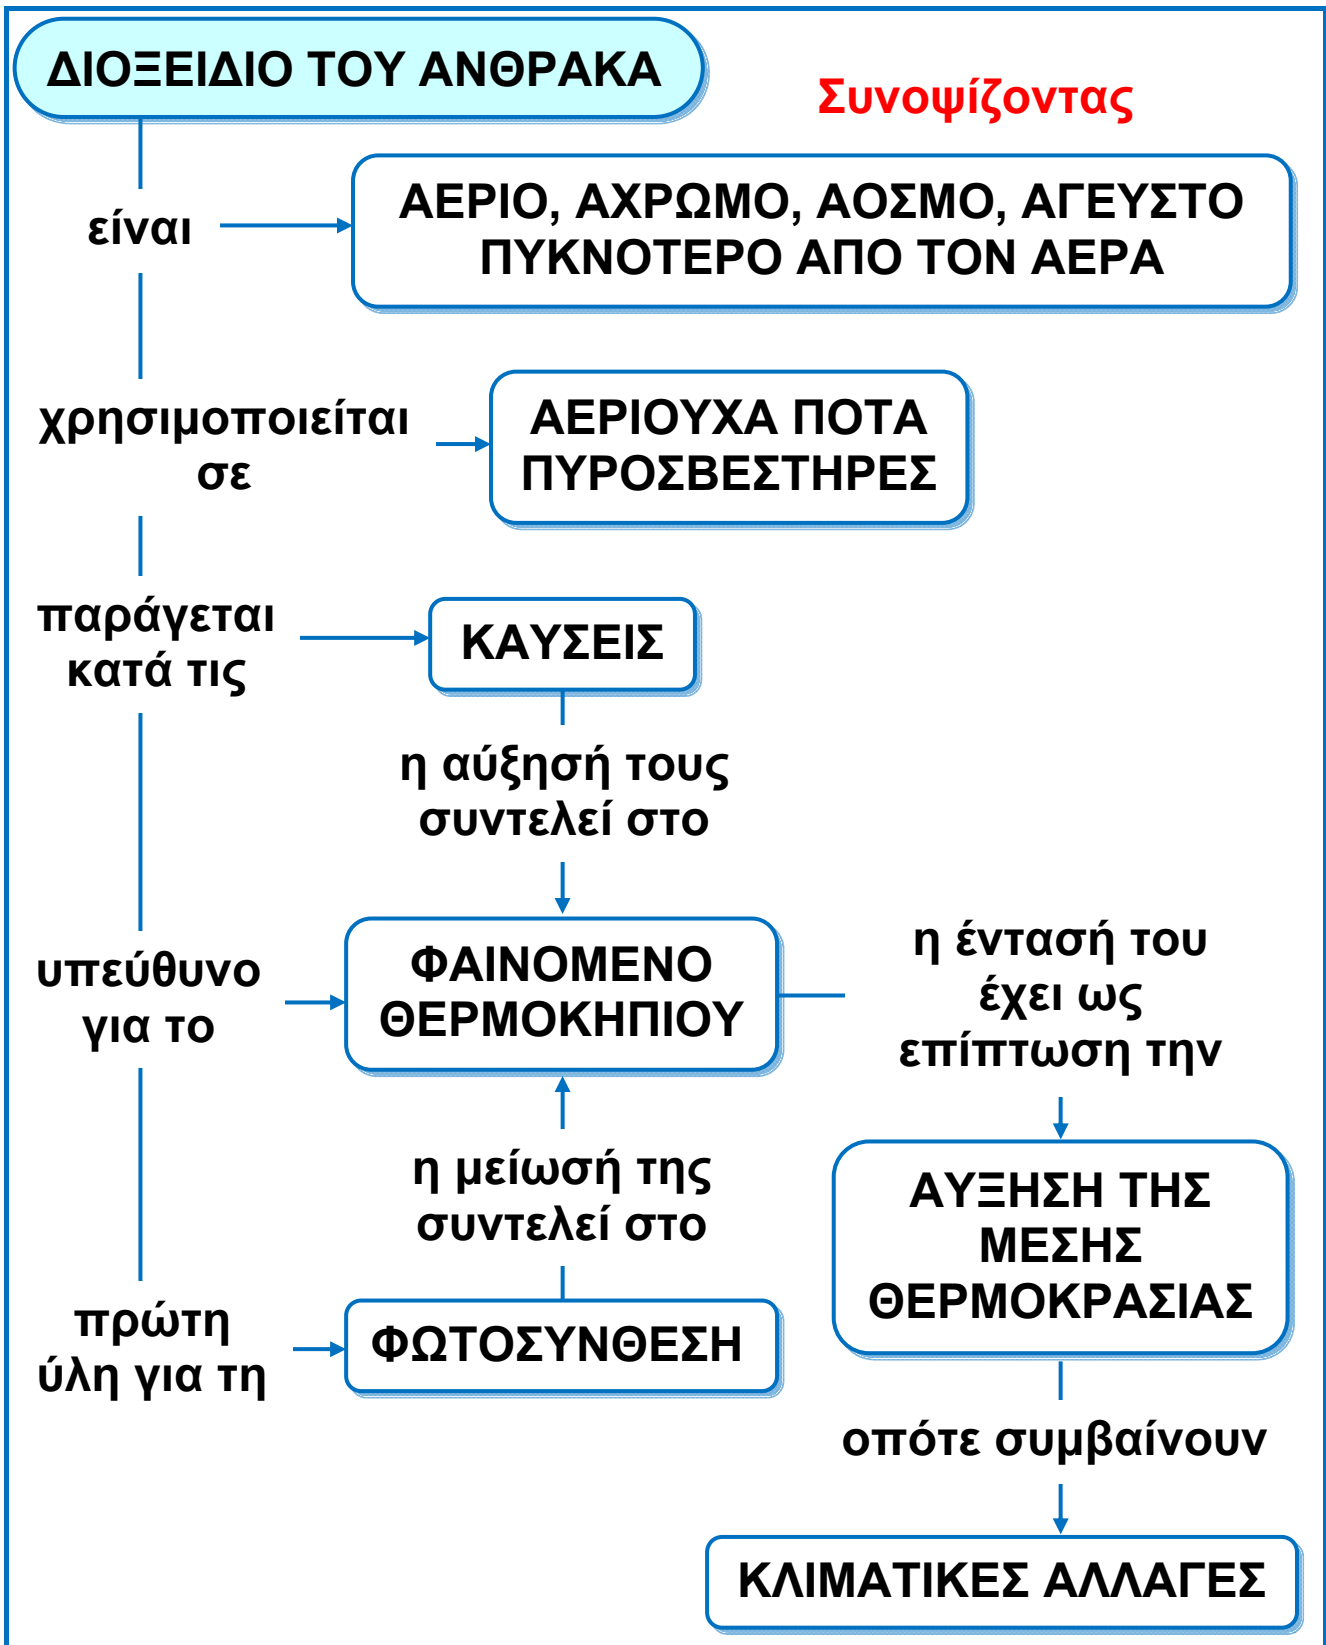 ΔΙΟΞΕΙΔΙΟ ΤΟΥ ΑΝΘΡΑΚΑ
Συνοψίζοντας
είναι
ΑΕΡΙΟ, ΑΧΡΩΜΟ, ΑΟΣΜΟ, ΑΓΕΥΣΤΟ
ΠΥΚΝΟΤΕΡΟ ΑΠΟ ΤΟΝ ΑΕΡΑ
χρησιμοποιείται
σε
ΑΕΡΙΟΥΧΑ ΠΟΤΑ
ΠΥΡΟΣΒΕΣΤΗΡΕΣ
παράγεται
κατά τις
ΚΑΥΣΕΙΣ
η αύξησή τους
συντελεί στο
υπεύθυνο
για το
ΦΑΙΝΟΜΕΝΟ
ΘΕΡΜΟΚΗΠΙΟΥ
η έντασή του
έχει ως
επίπτωση την
η μείωσή της
συντελεί στο
ΑΥΞΗΣΗ ΤΗΣ
ΜΕΣΗΣ
ΘΕΡΜΟΚΡΑΣΙΑΣ
πρώτη
ύλη για τη
ΦΩΤΟΣΥΝΘΕΣΗ
οπότε συμβαίνουν
ΚΛΙΜΑΤΙΚΕΣ ΑΛΛΑΓΕΣ